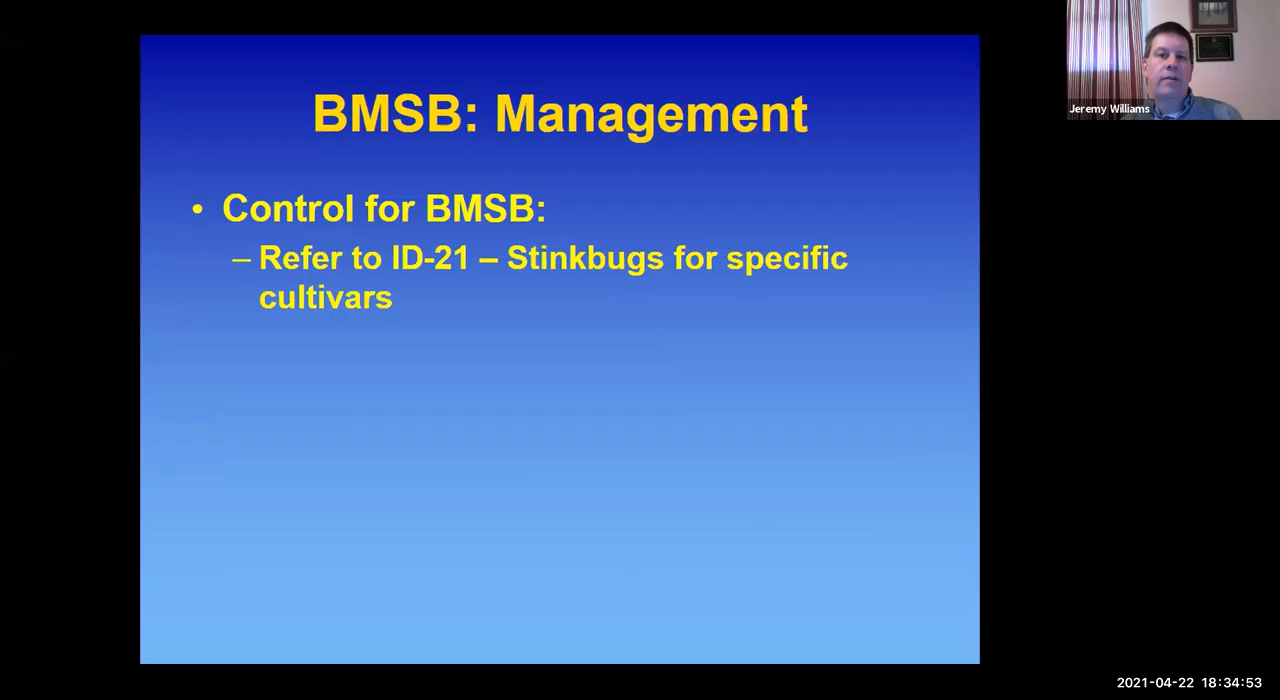 BMSB: Management
• Control for BMSB:
– Refer to ID-21 – Stinkbugs for specific
cultivars
Jeremy Williams
2021-04-22 18:34:53